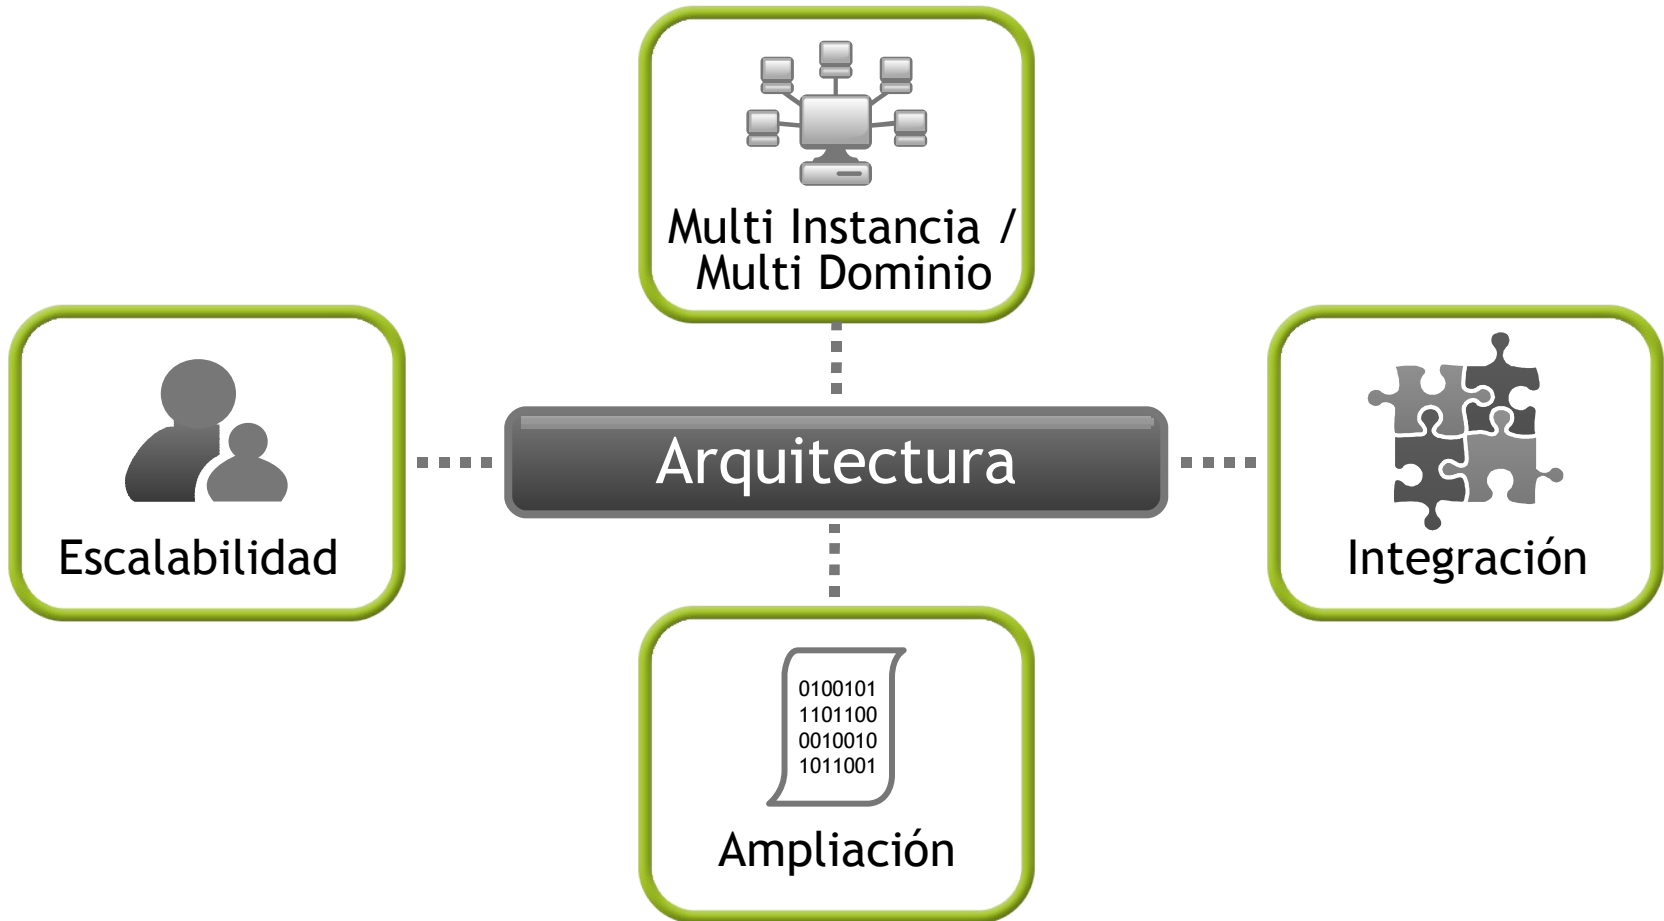 Multi Instancia /
Multi Dominio
Escalabilidad
Arquitectura
Integración
0100101
1101100
0010010
1011001
Ampliación